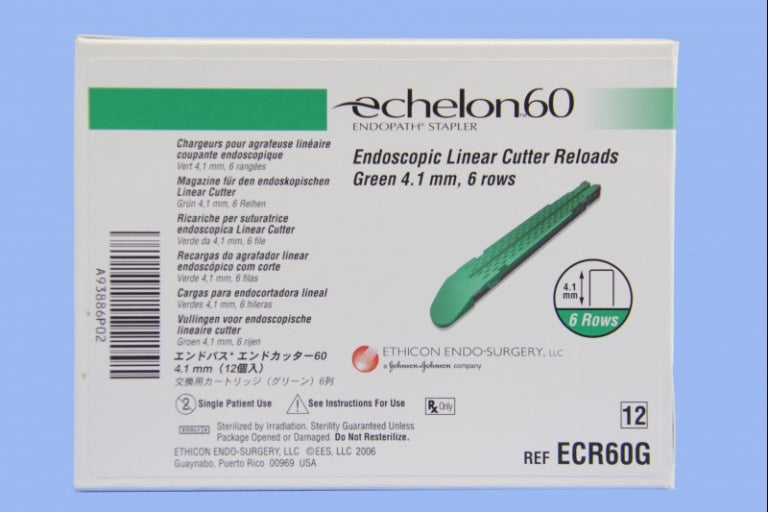 echelon60™
ENDOPATH® STAPLER
Endoscopic Linear Cutter Reloads
Green 4.1 mm, 6 rows
Chargeurs pour agrafeuse linéaire
coupante endoscopique
Vert 4,1 mm, 6 rangées
Magazine für den endoskopischen
Linear Cutter
Grün 4,1 mm, 6 Reihen
Ricariche per suturatrice
endoscopica Linear Cutter
Verde da 4,1 mm, 6 file
Recargas do agrafador linear
endoscópico com corte
Verde 4,1 mm, 6 filas
Cargas para endocortadora lineal
Verdes 4,1 mm, 6 hileras
Vullingen voor endoscopische
lineaire cutter
Groen 4,1 mm, 6 rijen
エンドパス* エンドカッター60
4.1 mm（12個入）
交換用カートリッジ（グリーン）6列
A93886P02
4.1
mm
6 Rows
ETHICON ENDO-SURGERY, LLC
a Johnson & Johnson company
2 Single Patient Use
! See Instructions For Use
Rx Only
STERILE R
Sterilized by Irradiation. Sterility Guaranteed Unless
Package Opened or Damaged. Do Not Resterilize.
ETHICON ENDO-SURGERY, LLC ©EES, LLC 2006
Guaynabo, Puerto Rico 00969 USA
12
REF ECR60G